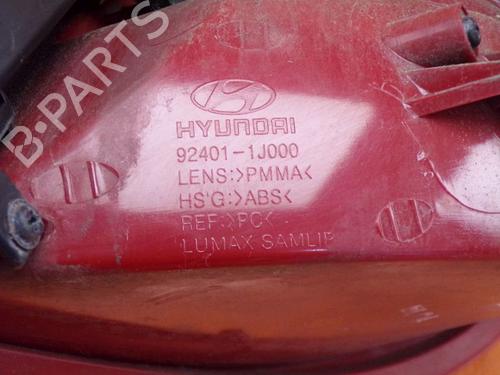 B-PARTS
HYUNDAI
92401-1J000
LENS:>PMMA<
HS'G:>ABS<
REF:>PC<
LUMAX SAMLIP